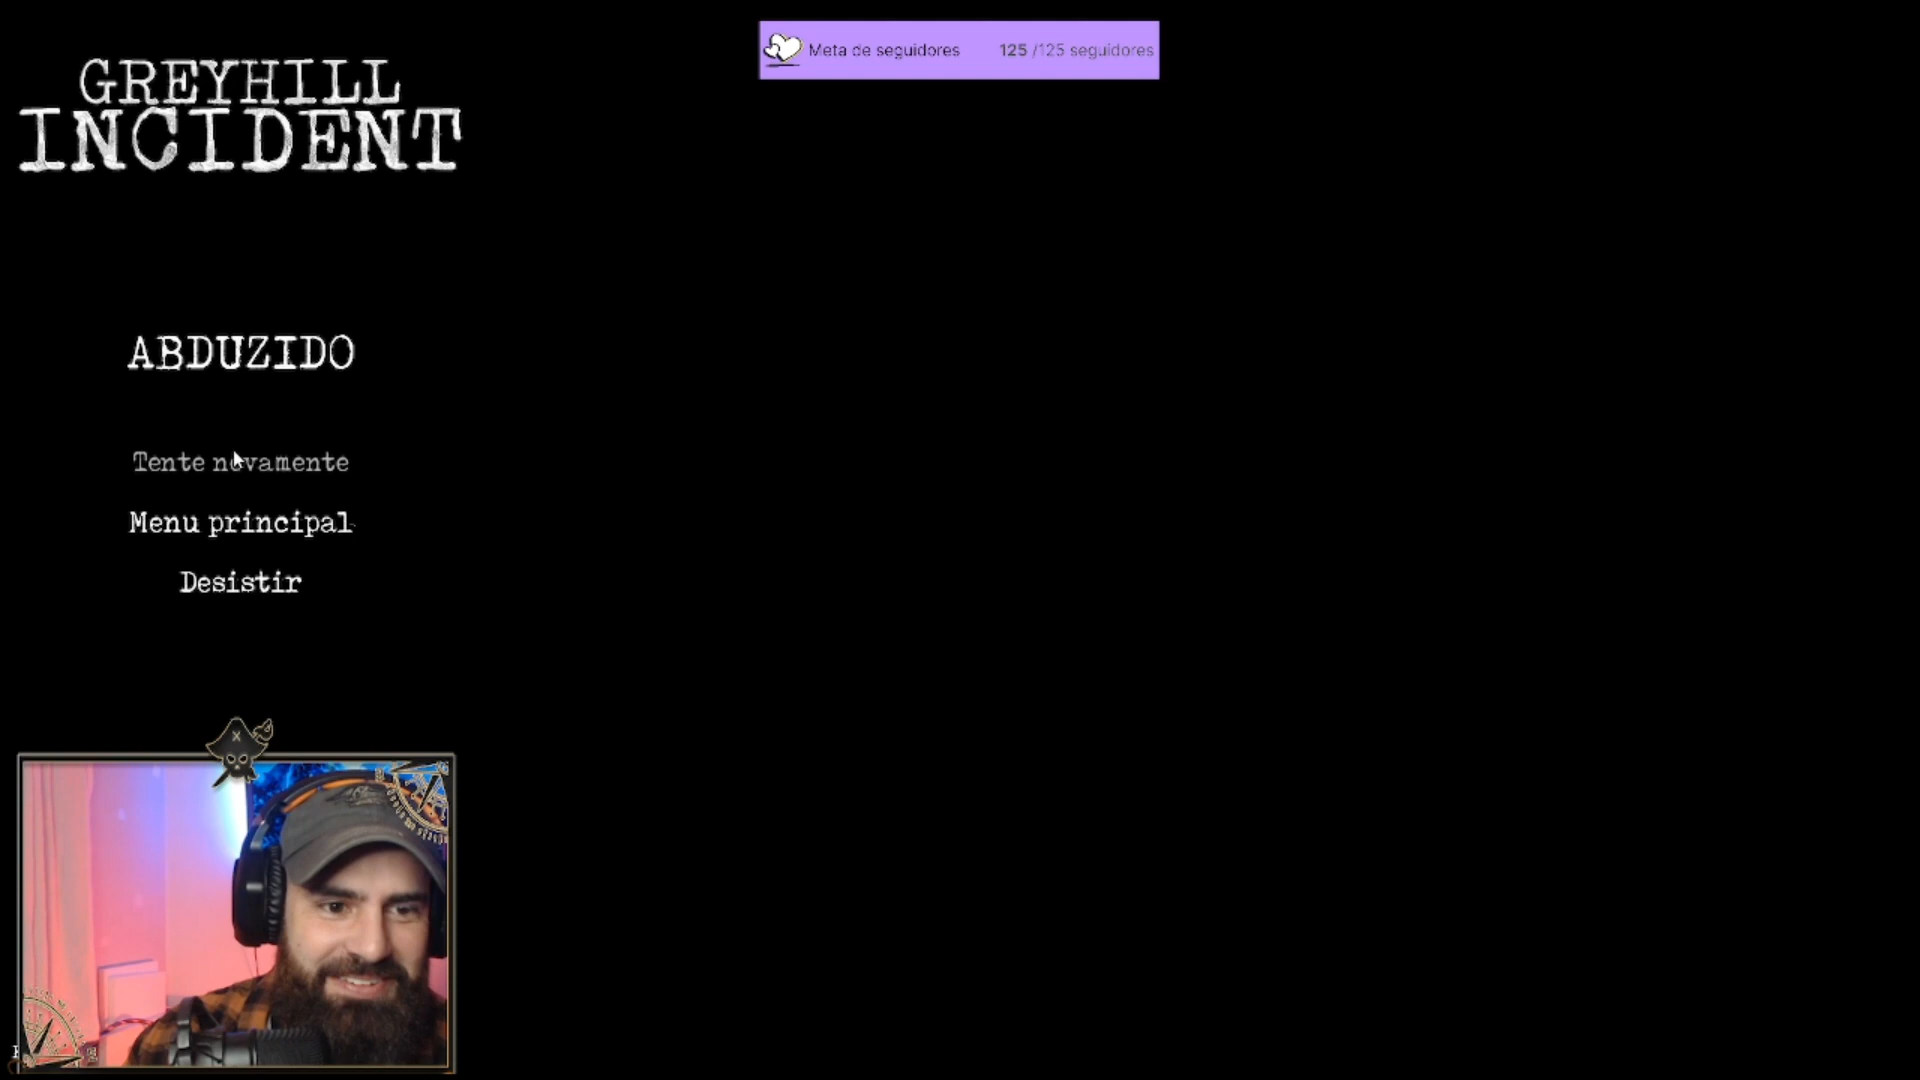 GREYHILL
INCIDENT
Meta de seguidores 125 /125 seguidores
ABDUZIDO
Tente novamente
Menu principal
Desistir